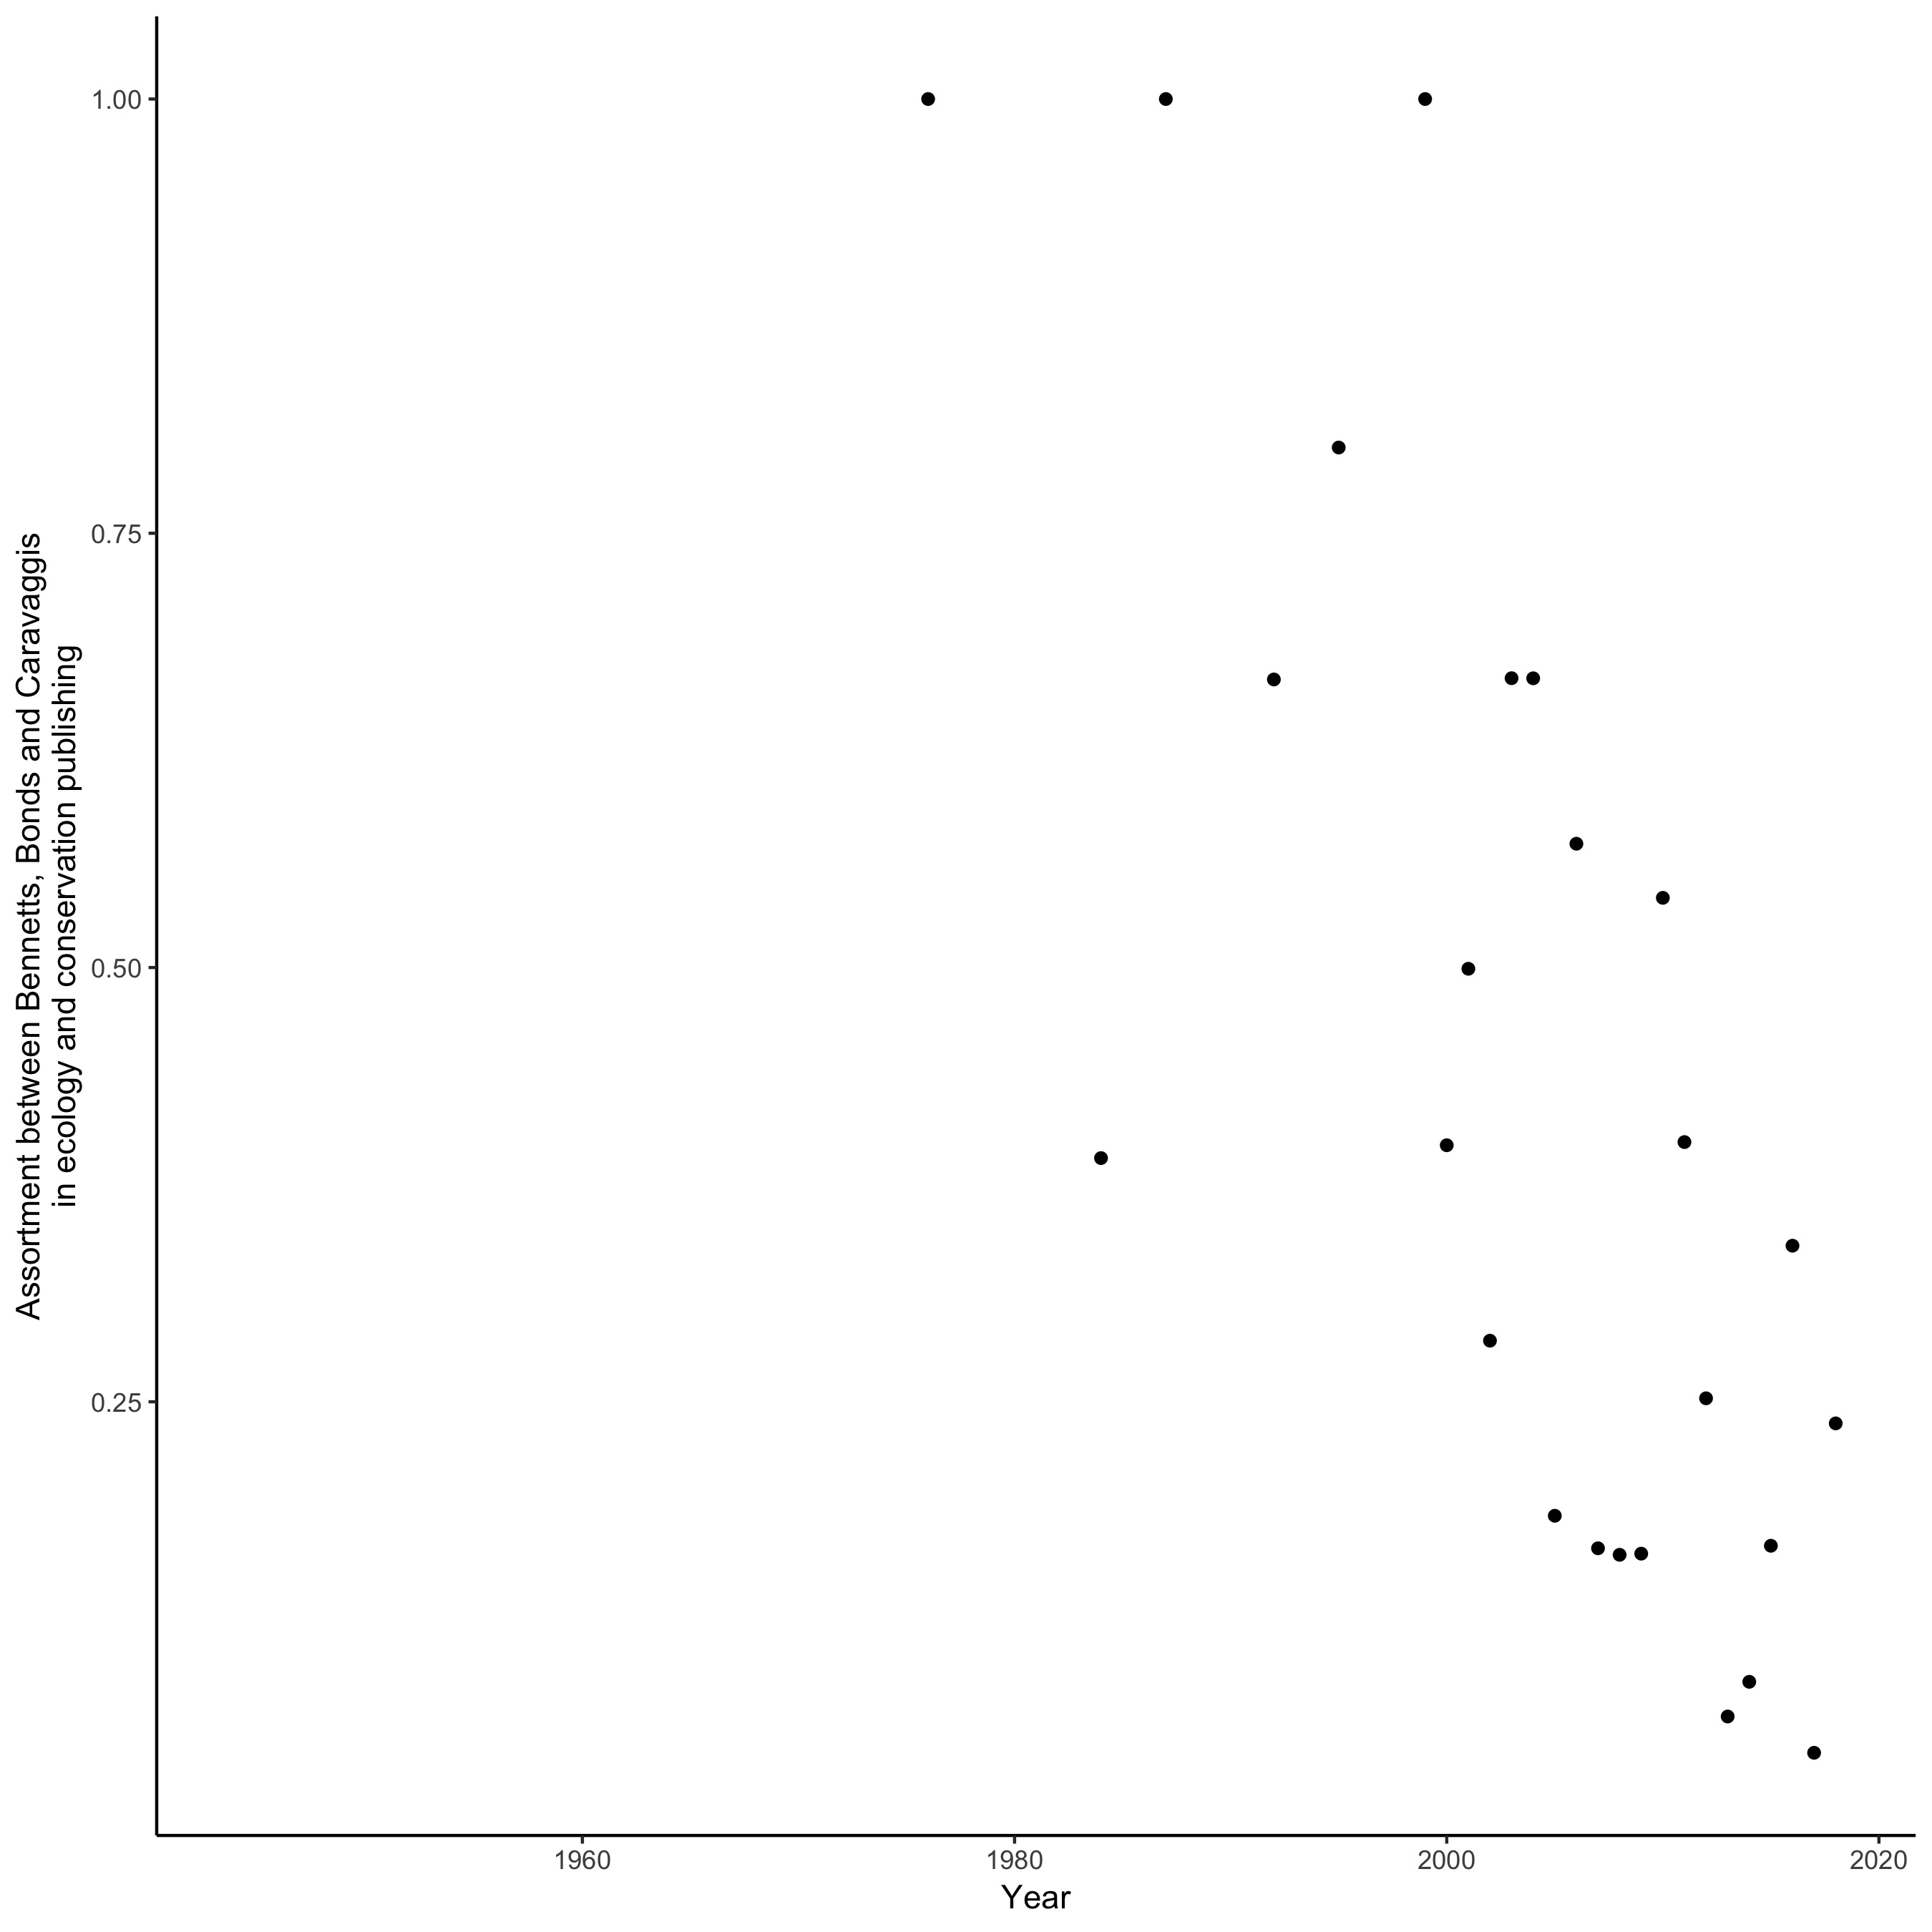 Assortment between Bennetts, Bonds and Caravaggis
in ecology and conservation publishing
1.00
0.75
0.50
0.25
1960
1980
2000
2020
Year